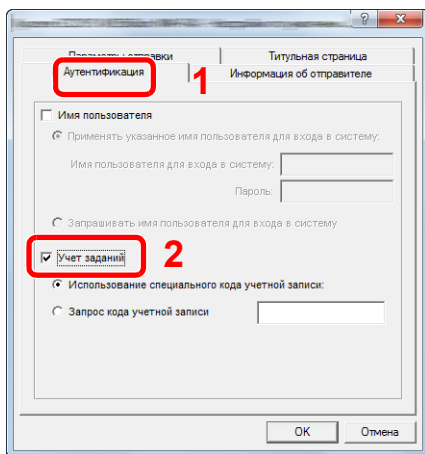 Параметры отправки
Титульная страница
Аутентификация
1
Информация об отправителе
Имя пользователя
Применять указанное имя пользователя для входа в систему:
Имя пользователя для входа в систему:
Пароль:
Запрашивать имя пользователя для входа в систему
Учет заданий
2
Использование специального кода учетной записи:
Запрос кода учетной записи
OK
Отмена